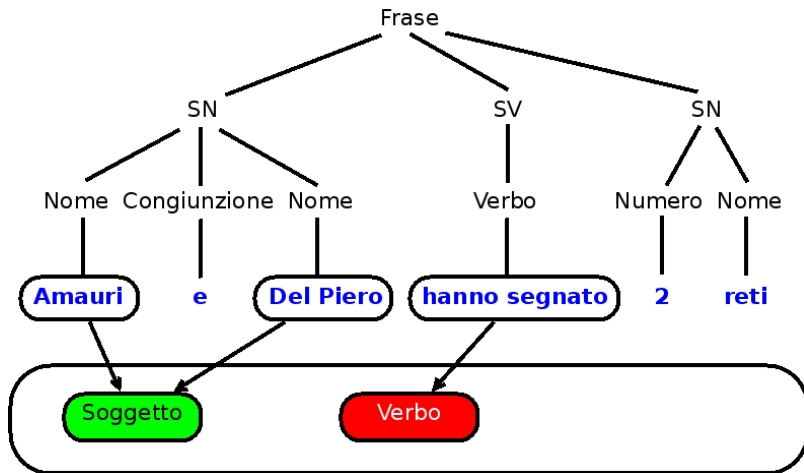 Frase
SN SV SN
Nome Congiunzione Nome Verbo Numero Nome
Amauri e Del Piero hanno segnato 2 reti
Soggetto Verbo